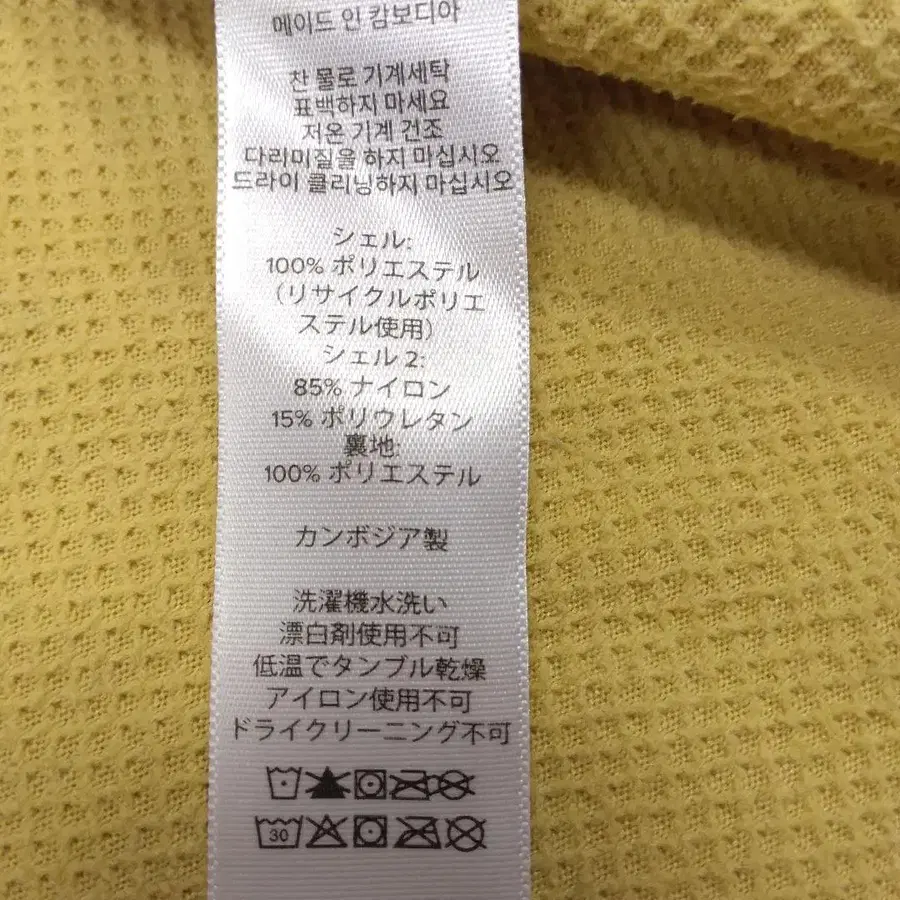 메이드 인 캄보디아
찬 물로 기계세탁
표백하지 마세요
저온 기계 건조
다리미질을 하지 마십시오
드라이 클리닝하지 마십시오
シェル:
100% ポリエステル
（リサイクルポリエ
ステル使用）
シェル 2:
85% ナイロン
15% ポリウレタン
裏地:
100% ポリエステル
カンボジア製
洗濯機水洗い
漂白剤使用不可
低温でタンブル乾燥
アイロン使用不可
ドライクリーニング不可
30